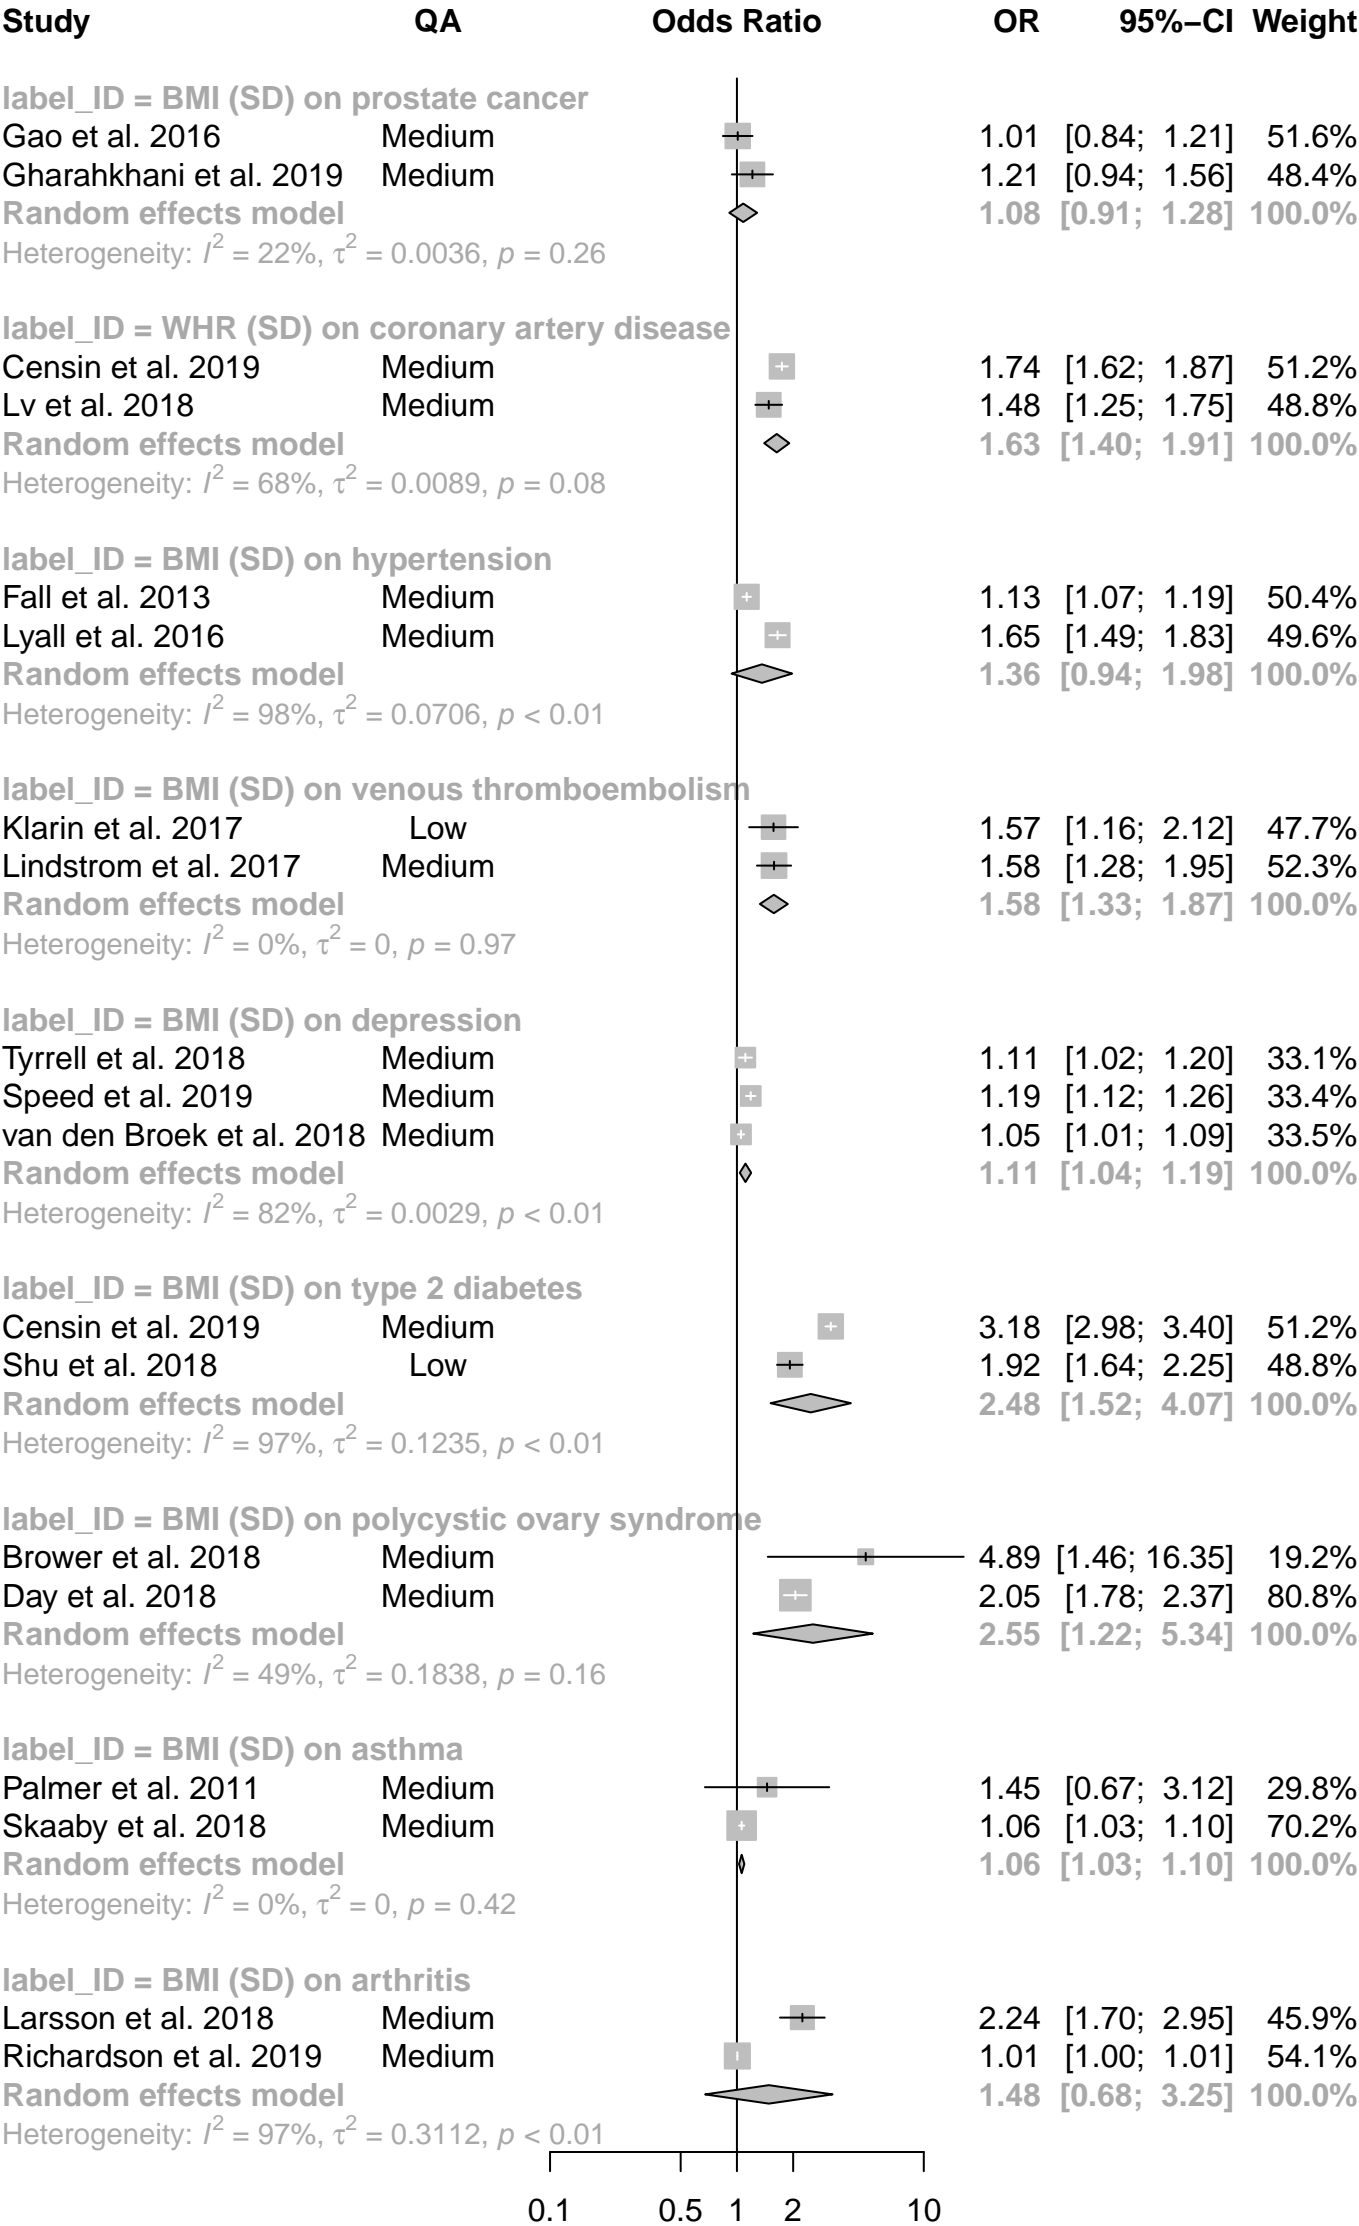 Study QA Odds Ratio OR 95%−CI Weight
label_ID = BMI (SD) on prostate cancer
Gao et al. 2016 Medium 1.01 [0.84; 1.21] 51.6%
Gharahkhani et al. 2019 Medium 1.21 [0.94; 1.56] 48.4%
Random effects model 1.08 [0.91; 1.28] 100.0%
Heterogeneity: I² = 22%, τ² = 0.0036, p = 0.26
label_ID = WHR (SD) on coronary artery disease
Censin et al. 2019 Medium 1.74 [1.62; 1.87] 51.2%
Lv et al. 2018 Medium 1.48 [1.25; 1.75] 48.8%
Random effects model 1.63 [1.40; 1.91] 100.0%
Heterogeneity: I² = 68%, τ² = 0.0089, p = 0.08
label_ID = BMI (SD) on hypertension
Fall et al. 2013 Medium 1.13 [1.07; 1.19] 50.4%
Lyall et al. 2016 Medium 1.65 [1.49; 1.83] 49.6%
Random effects model 1.36 [0.94; 1.98] 100.0%
Heterogeneity: I² = 98%, τ² = 0.0706, p < 0.01
label_ID = BMI (SD) on venous thromboembolism
Klarin et al. 2017 Low 1.57 [1.16; 2.12] 47.7%
Lindstrom et al. 2017 Medium 1.58 [1.28; 1.95] 52.3%
Random effects model 1.58 [1.33; 1.87] 100.0%
Heterogeneity: I² = 0%, τ² = 0, p = 0.97
label_ID = BMI (SD) on depression
Tyrrell et al. 2018 Medium 1.11 [1.02; 1.20] 33.1%
Speed et al. 2019 Medium 1.19 [1.12; 1.26] 33.4%
van den Broek et al. 2018 Medium 1.05 [1.01; 1.09] 33.5%
Random effects model 1.11 [1.04; 1.19] 100.0%
Heterogeneity: I² = 82%, τ² = 0.0029, p < 0.01
label_ID = BMI (SD) on type 2 diabetes
Censin et al. 2019 Medium 3.18 [2.98; 3.40] 51.2%
Shu et al. 2018 Low 1.92 [1.64; 2.25] 48.8%
Random effects model 2.48 [1.52; 4.07] 100.0%
Heterogeneity: I² = 97%, τ² = 0.1235, p < 0.01
label_ID = BMI (SD) on polycystic ovary syndrome
Brower et al. 2018 Medium 4.89 [1.46; 16.35] 19.2%
Day et al. 2018 Medium 2.05 [1.78; 2.37] 80.8%
Random effects model 2.55 [1.22; 5.34] 100.0%
Heterogeneity: I² = 49%, τ² = 0.1838, p = 0.16
label_ID = BMI (SD) on asthma
Palmer et al. 2011 Medium 1.45 [0.67; 3.12] 29.8%
Skaaby et al. 2018 Medium 1.06 [1.03; 1.10] 70.2%
Random effects model 1.06 [1.03; 1.10] 100.0%
Heterogeneity: I² = 0%, τ² = 0, p = 0.42
label_ID = BMI (SD) on arthritis
Larsson et al. 2018 Medium 2.24 [1.70; 2.95] 45.9%
Richardson et al. 2019 Medium 1.01 [1.00; 1.01] 54.1%
Random effects model 1.48 [0.68; 3.25] 100.0%
Heterogeneity: I² = 97%, τ² = 0.3112, p < 0.01
0.1 0.5 1 2 10